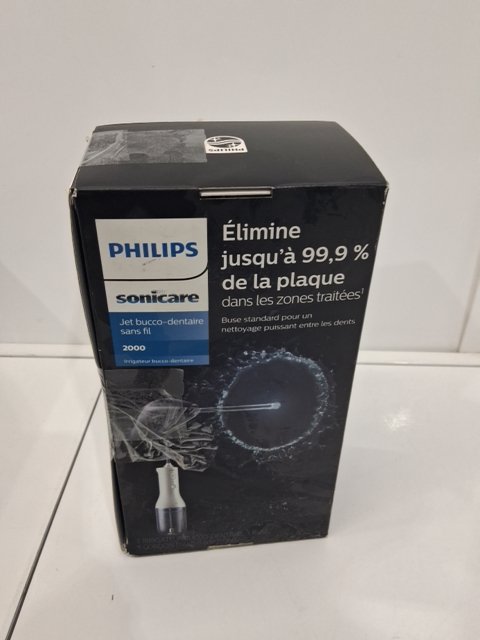 PHILIPS
PHILIPS
sonicare
Jet bucco-dentaire
sans fil
2000
Irrigateur bucco-dentaire
Élimine
jusqu'à 99,9 %
de la plaque
dans les zones traitées¹
Buse standard pour un
nettoyage puissant entre les dents